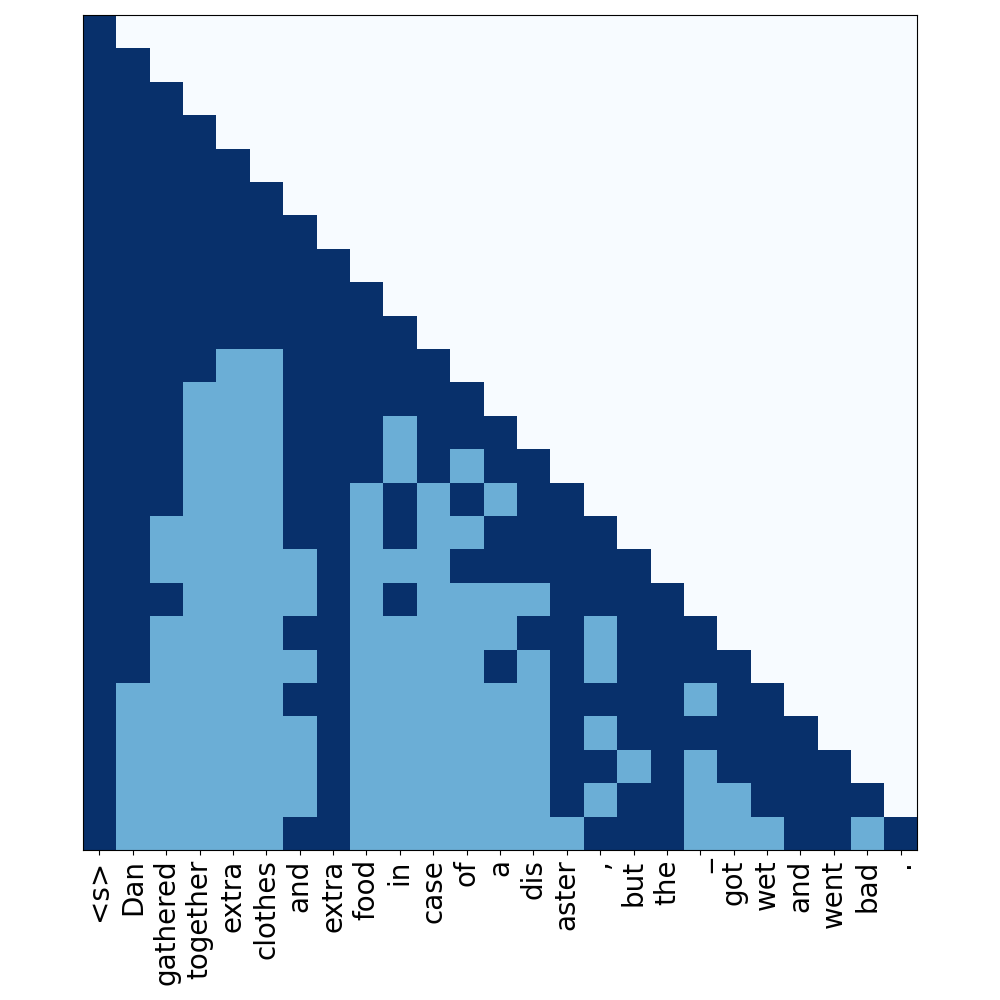 <s> Dan gathered together extra clothes and extra food in case of a dis aster , but the _ got wet and went bad .